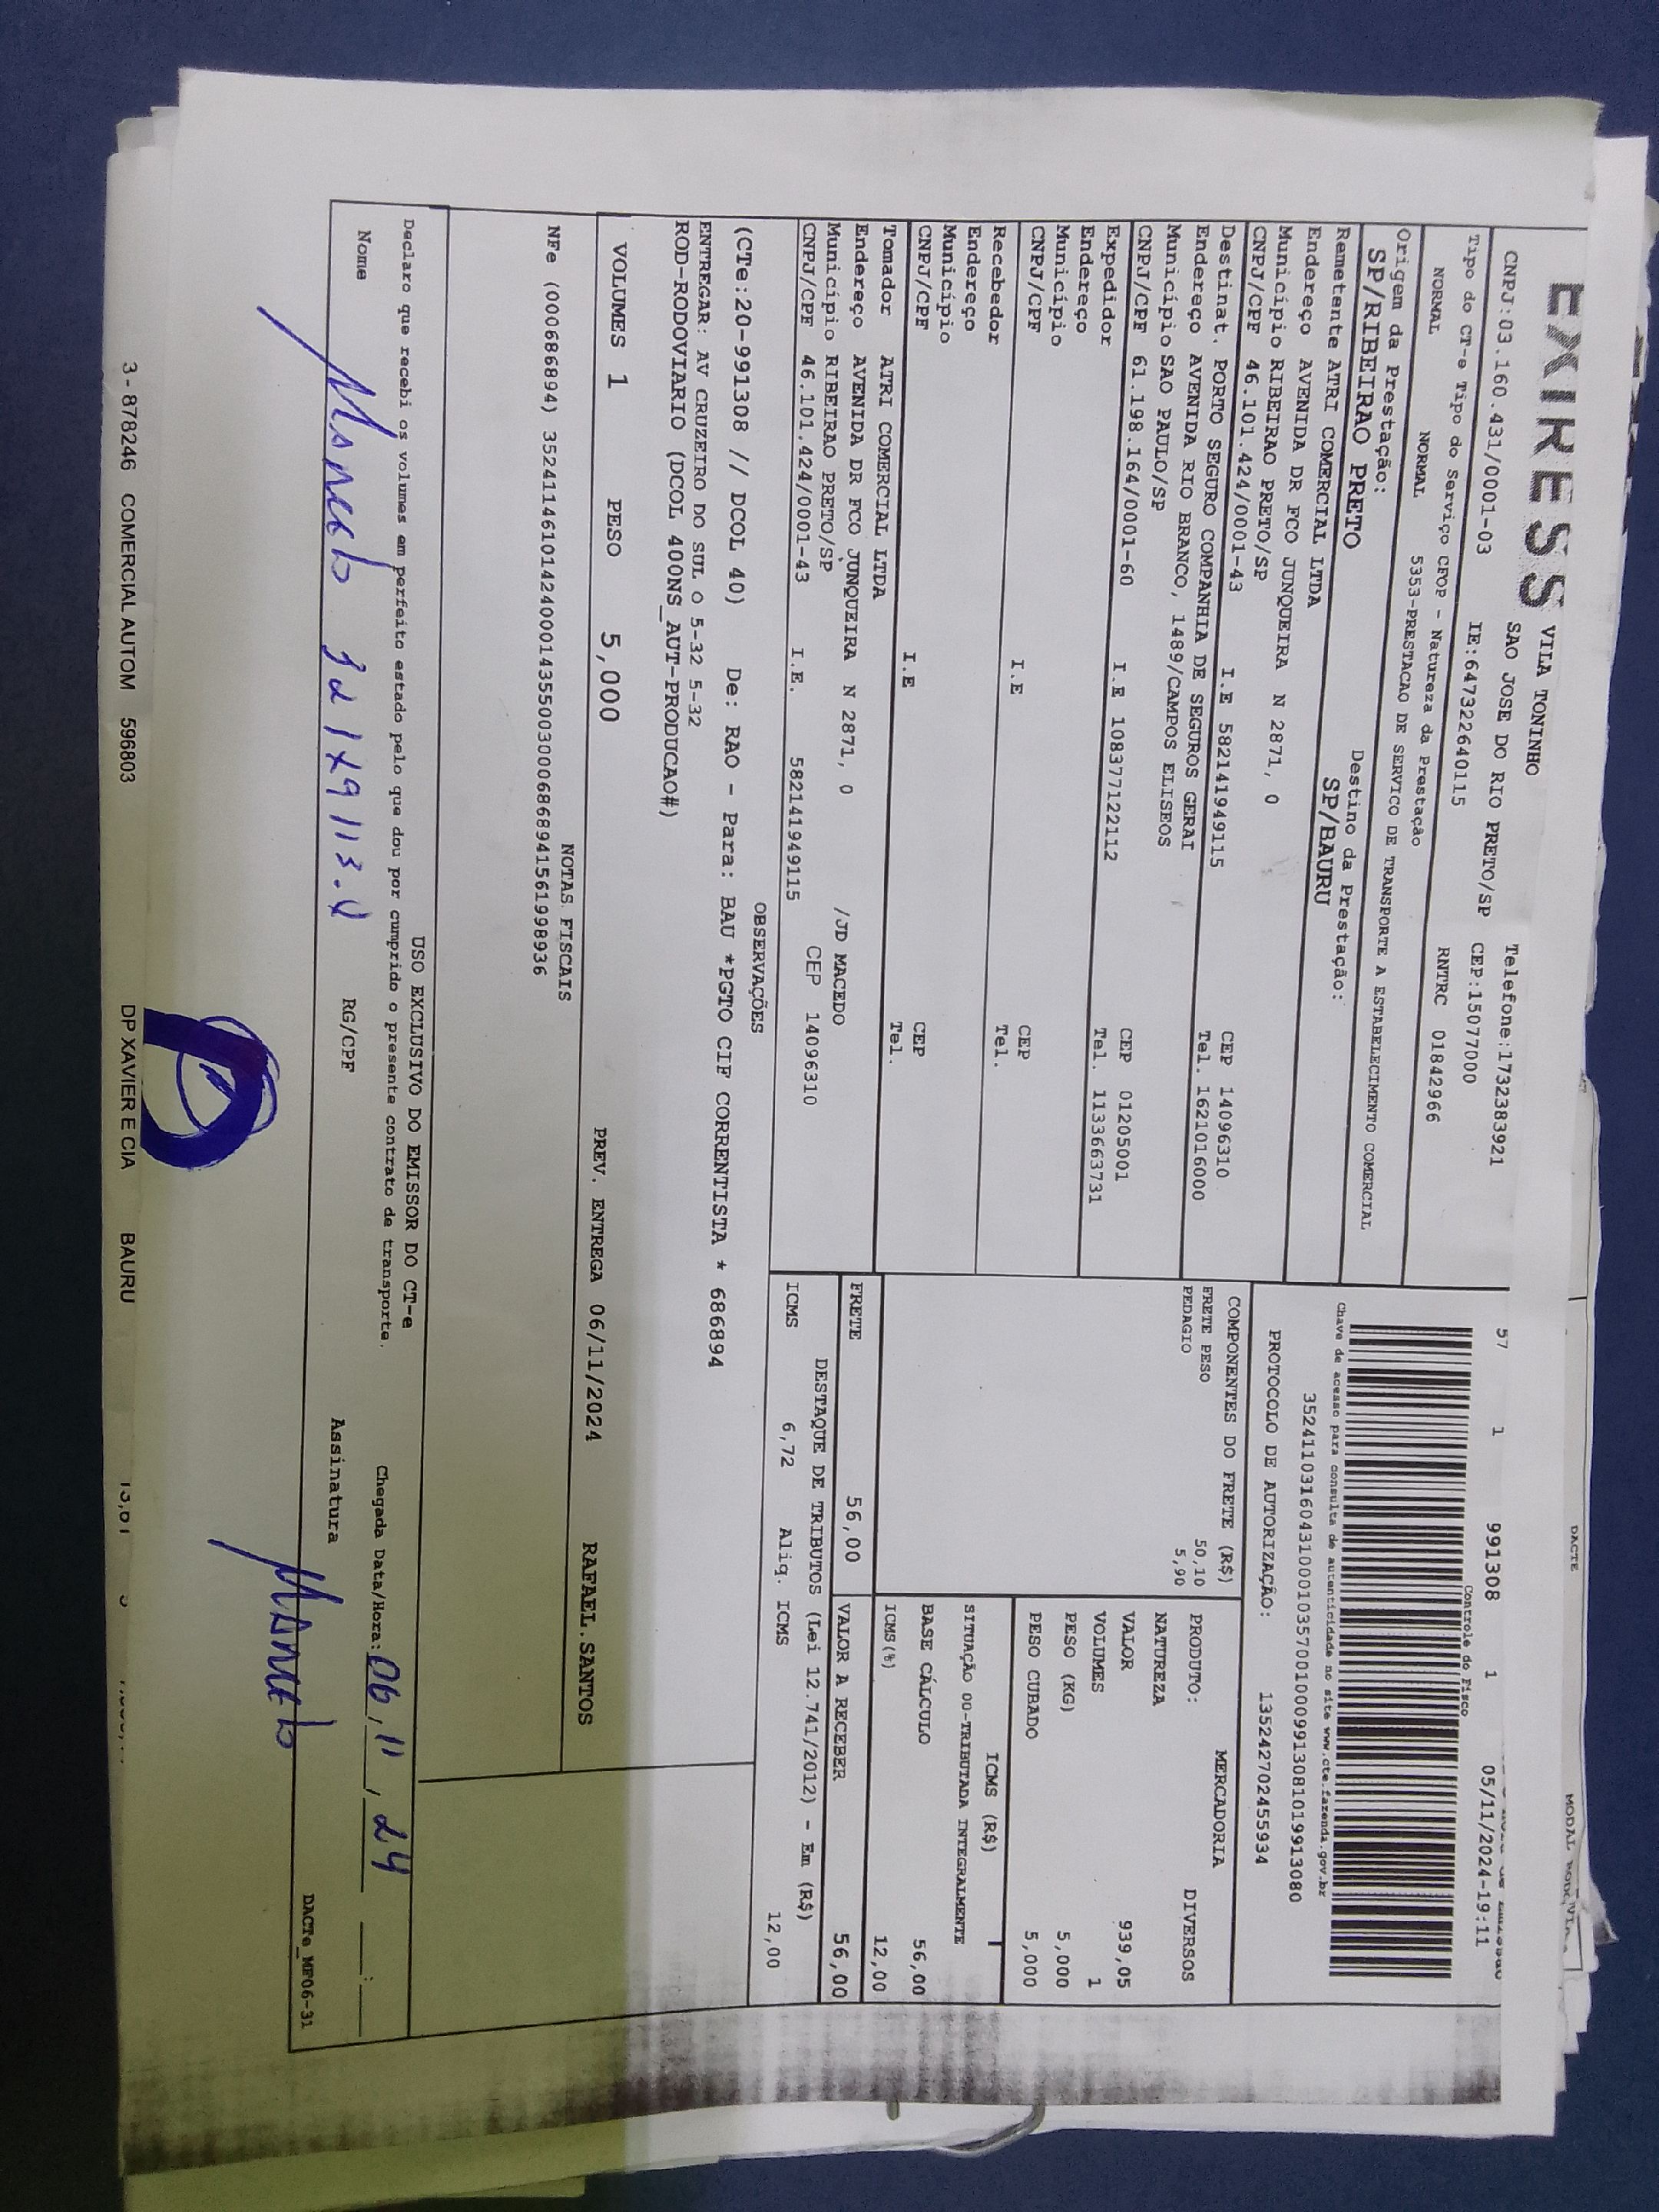 DACTE
EXIRESS
VILA TONINHO
SAO JOSE DO RIO PRETO/SP
Telefone:1732383921
CNPJ:03.160.431/0001-03 IE:647322640115 CEP:15077000
RNTRC 01842966
57 1 991308 1 05/11/2024-19:11
Controle do Fisco
Tipo do CT-e Tipo do Serviço CFOP - Natureza da Prestação
NORMAL NORMAL 5353-PRESTACAO DE SERVICO DE TRANSPORTE A ESTABELECIMENTO COMERCIAL
Origem da Prestação: Destino da Prestação:
SP/RIBEIRAO PRETO SP/BAURU
Chave de acesso para consulta de autenticidade no site www.cte.fazenda.gov.br
35241103160431000103570010009913081019913080
PROTOCOLO DE AUTORIZAÇÃO: 135242702455934
Remetente ATRI COMERCIAL LTDA
Endereço AVENIDA DR FCO JUNQUEIRA N 2871, 0
Município RIBEIRAO PRETO/SP CEP 14096310
CNPJ/CPF 46.101.424/0001-43 I.E 582141949115 Tel. 1621016000
Destinat. PORTO SEGURO COMPANHIA DE SEGUROS GERAI
Endereço AVENIDA RIO BRANCO, 1489/CAMPOS ELISEOS
Município SAO PAULO/SP CEP 01205001
CNPJ/CPF 61.198.164/0001-60 I.E 108377122112 Tel. 1133663731
Expedidor
Endereço
Município CEP
CNPJ/CPF I.E Tel.
Recebedor
Endereço
Município CEP
CNPJ/CPF I.E Tel.
Tomador ATRI COMERCIAL LTDA
Endereço AVENIDA DR FCO JUNQUEIRA N 2871, 0 /JD MACEDO
Município RIBEIRAO PRETO/SP CEP 14096310
CNPJ/CPF 46.101.424/0001-43 I.E. 582141949115
COMPONENTES DO FRETE (R$)
FRETE PESO 50,10
PEDAGIO 5,90
MERCADORIA
PRODUTO: DIVERSOS
NATUREZA
VALOR 939,05
VOLUMES 1
PESO (KG) 5,000
PESO CUBADO 5,000
ICMS (R$)
SITUAÇÃO 00-TRIBUTADA INTEGRALMENTE
BASE CÁLCULO 56,00
ICMS(%) 12,00
FRETE 56,00 VALOR A RECEBER 56,00
DESTAQUE DE TRIBUTOS (Lei 12.741/2012) - Em (R$)
ICMS 6,72 Aliq. ICMS 12,00
OBSERVAÇÕES
(CTe:20-991308 // DCOL 40) De: RAO - Para: BAU *PGTO CIF CORRENTISTA * 686894
ENTREGAR: AV CRUZEIRO DO SUL 0 5-32 5-32
ROD-RODOVIARIO (DCOL 400NS_AUT-PRODUCAO#)
VOLUMES 1 PESO 5,000 PREV. ENTREGA 06/11/2024 RAFAEL.SANTOS
NOTAS FISCAIS
NFe (000686894) 35241146101424000143550030006868941561998936
USO EXCLUSIVO DO EMISSOR DO CT-e
Declaro que recebi os volumes em perfeito estado pelo que dou por cumprido o presente contrato de transporte.
Chegada Data/Hora: 06/11/24
Nome RG/CPF Assinatura
DACTe_MF06-31
3 - 878246 COMERCIAL AUTOM 596803 DP XAVIER E CIA BAURU